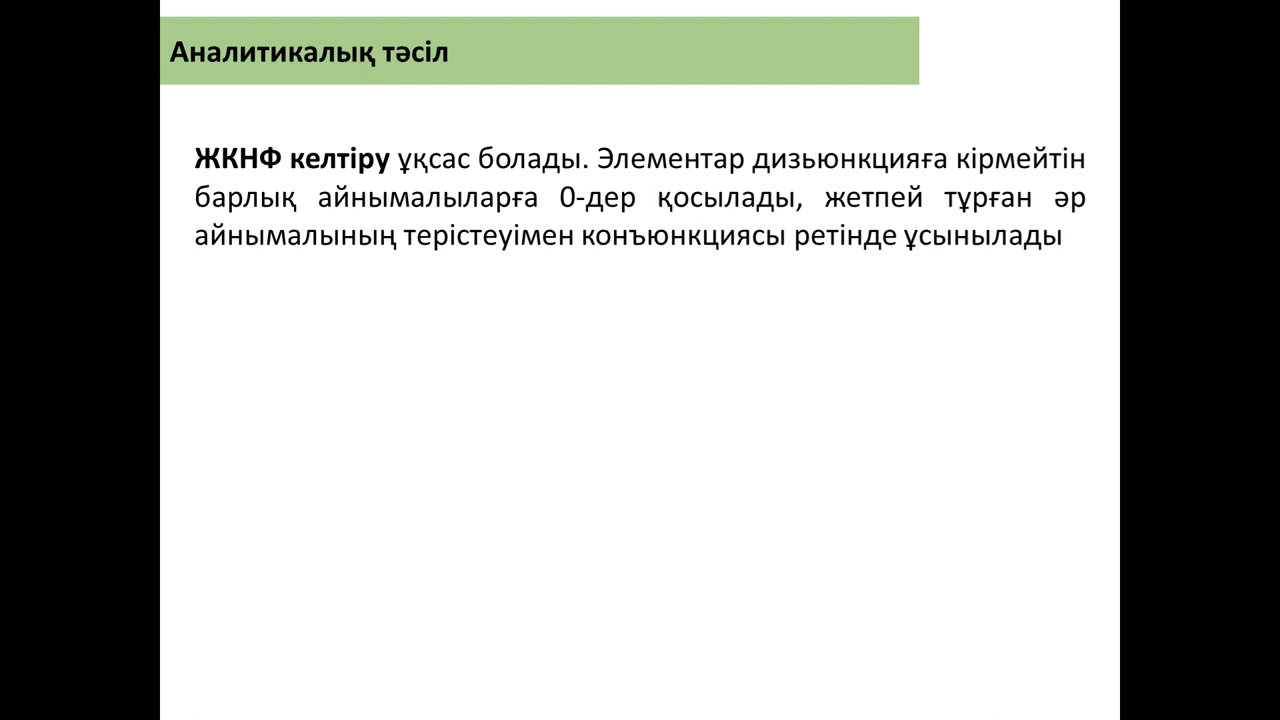 Аналитикалық тәсіл
ЖКНФ келтіру ұқсас болады. Элементар дизьюнкцияға кірмейтін
барлық айнымалыларға 0-дер қосылады, жетпей тұрған әр
айнымалының терістеуімен конъюнкциясы ретінде ұсынылады